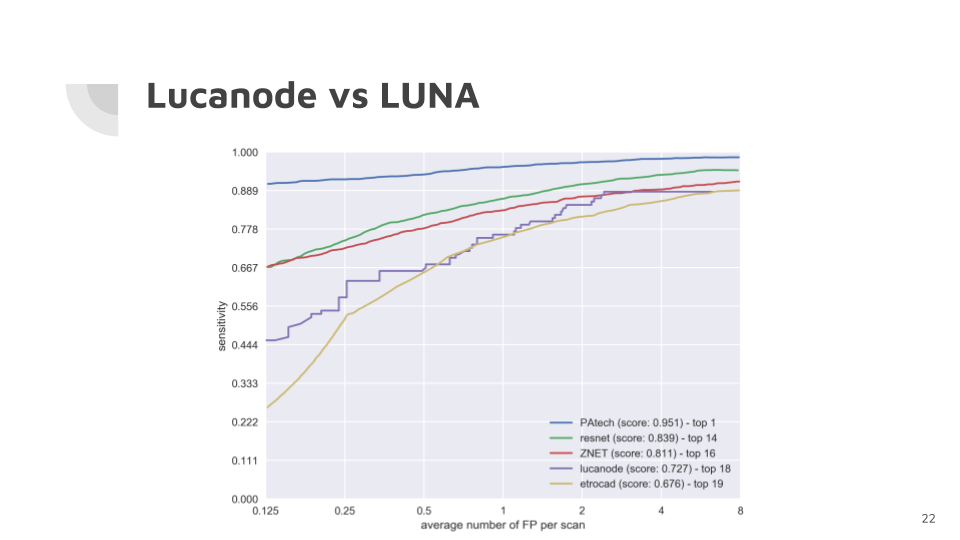 Lucanode vs LUNA
1.000
0.889
0.778
0.667
0.556
0.444
0.333
0.222
0.111
0.000
sensitivity
PAtech (score: 0.951) - top 1
resnet (score: 0.839) - top 14
ZNET (score: 0.811) - top 16
lucanode (score: 0.727) - top 18
etrocad (score: 0.676) - top 19
0.125 0.25 0.5 1 2 4 8
average number of FP per scan
22